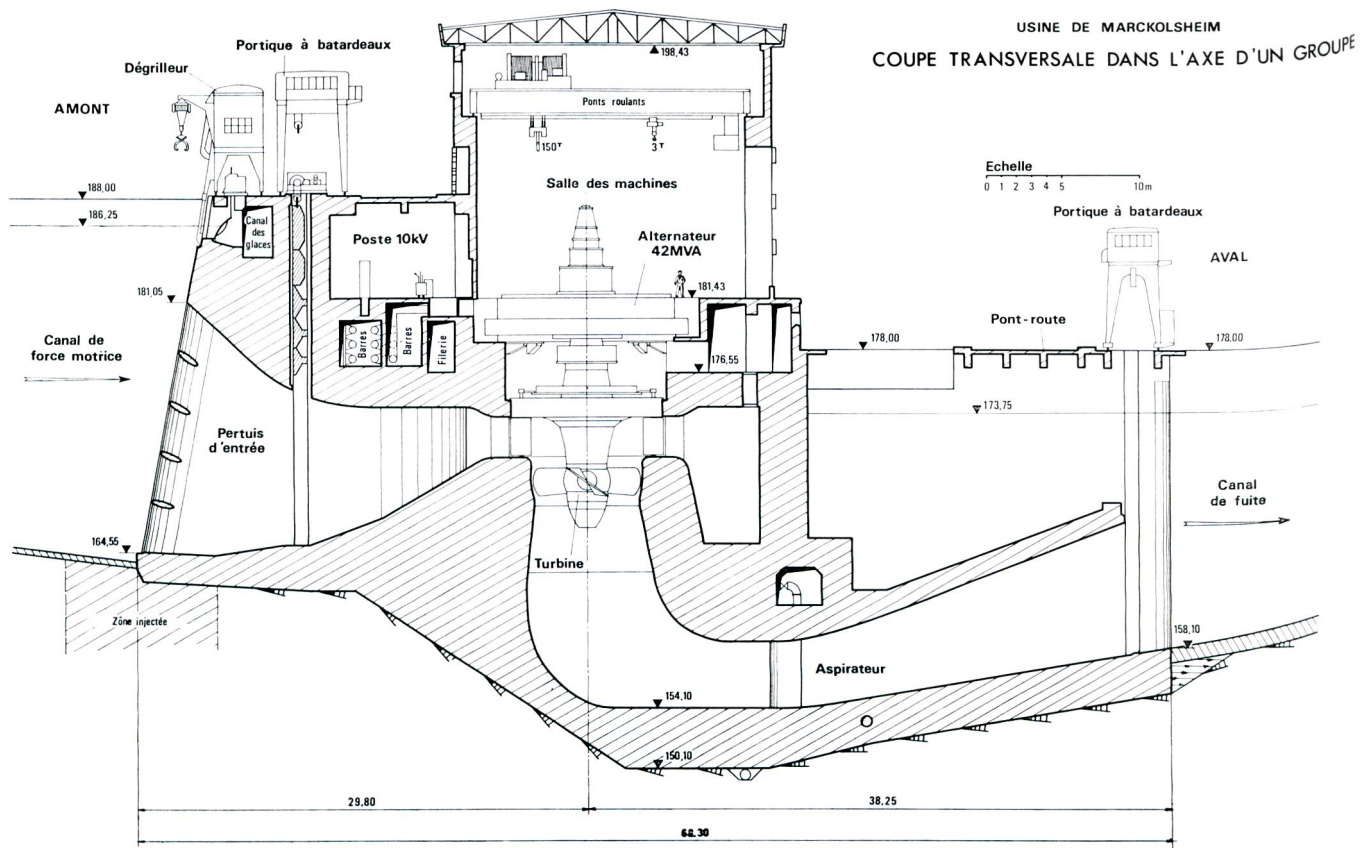 USINE DE MARCKOLSHEIM
COUPE TRANSVERSALE DANS L'AXE D'UN GROUPE
Portique à batardeaux
Dégrilleur
AMONT
198,43
Ponts roulants
150T
3T
Salle des machines
Echelle
0 1 2 3 4 5 10m
188,00
186,25
Canal
des
glaces
Poste 10kV
Alternateur
42MVA
Portique à batardeaux
AVAL
181,05
181,43
Pont-route
Canal de
force motrice
Barres
Barres
Filerie
176,55
178,00
178,00
173,75
Pertuis
d'entrée
Canal
de fuite
164,55
Turbine
Zône injectée
158,10
Aspirateur
154,10
150,10
29,80
38,25
68,30